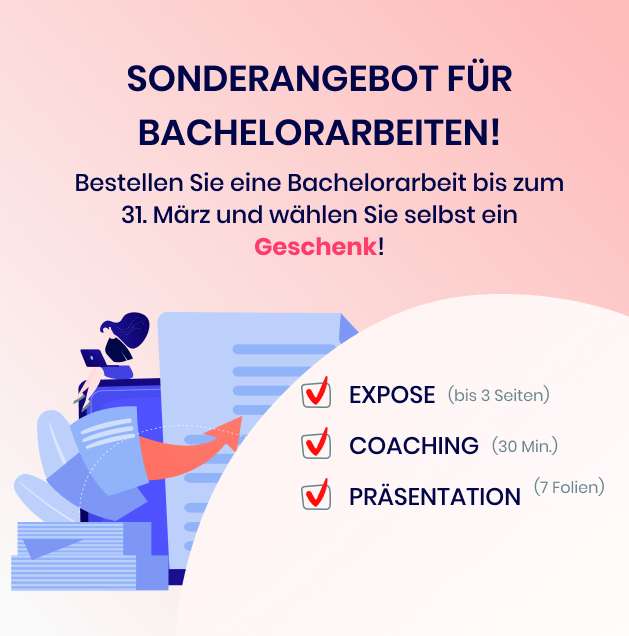 SONDERANGEBOT FÜR
BACHELORARBEITEN!
Bestellen Sie eine Bachelorarbeit bis zum
31. März und wählen Sie selbst ein
Geschenk!
EXPOSE (bis 3 Seiten)
COACHING (30 Min.)
PRÄSENTATION (7 Folien)